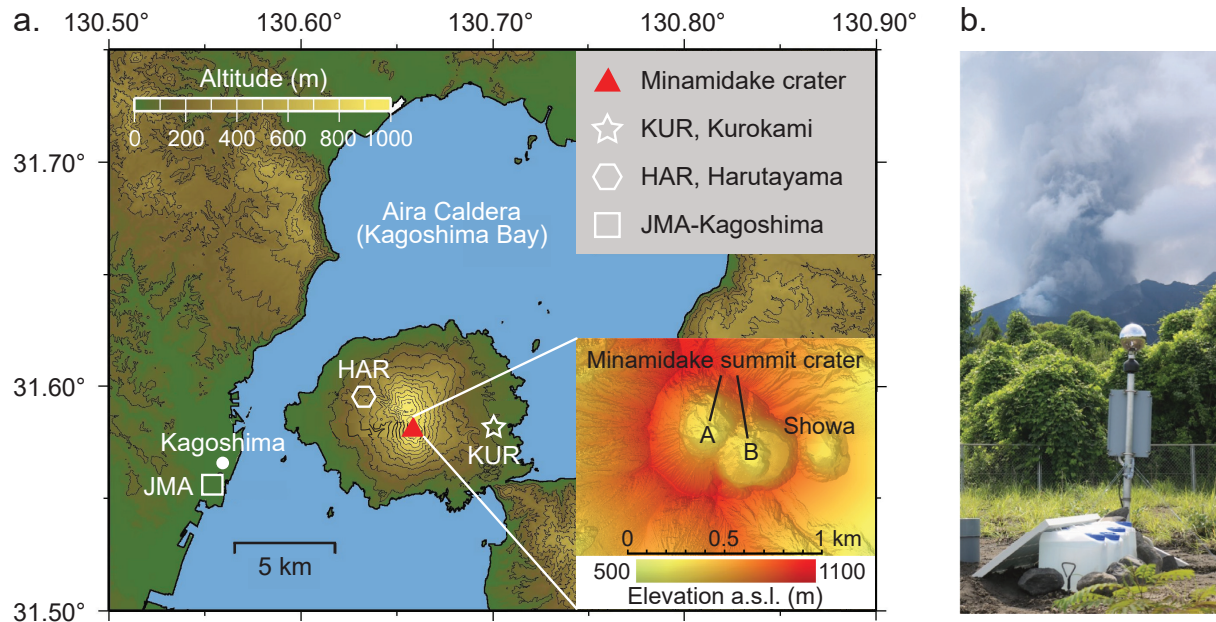 a.
130.50°
130.60°
130.70°
130.80°
130.90°
b.
Altitude (m)
0 200 400 600 800 1000
Minamidake crater
KUR, Kurokami
HAR, Harutayama
JMA-Kagoshima
31.70°
31.60°
31.50°
Aira Caldera
(Kagoshima Bay)
HAR
KUR
Kagoshima
JMA
5 km
Minamidake summit crater
A
B
Showa
0 0.5 1 km
500 1100
Elevation a.s.l. (m)